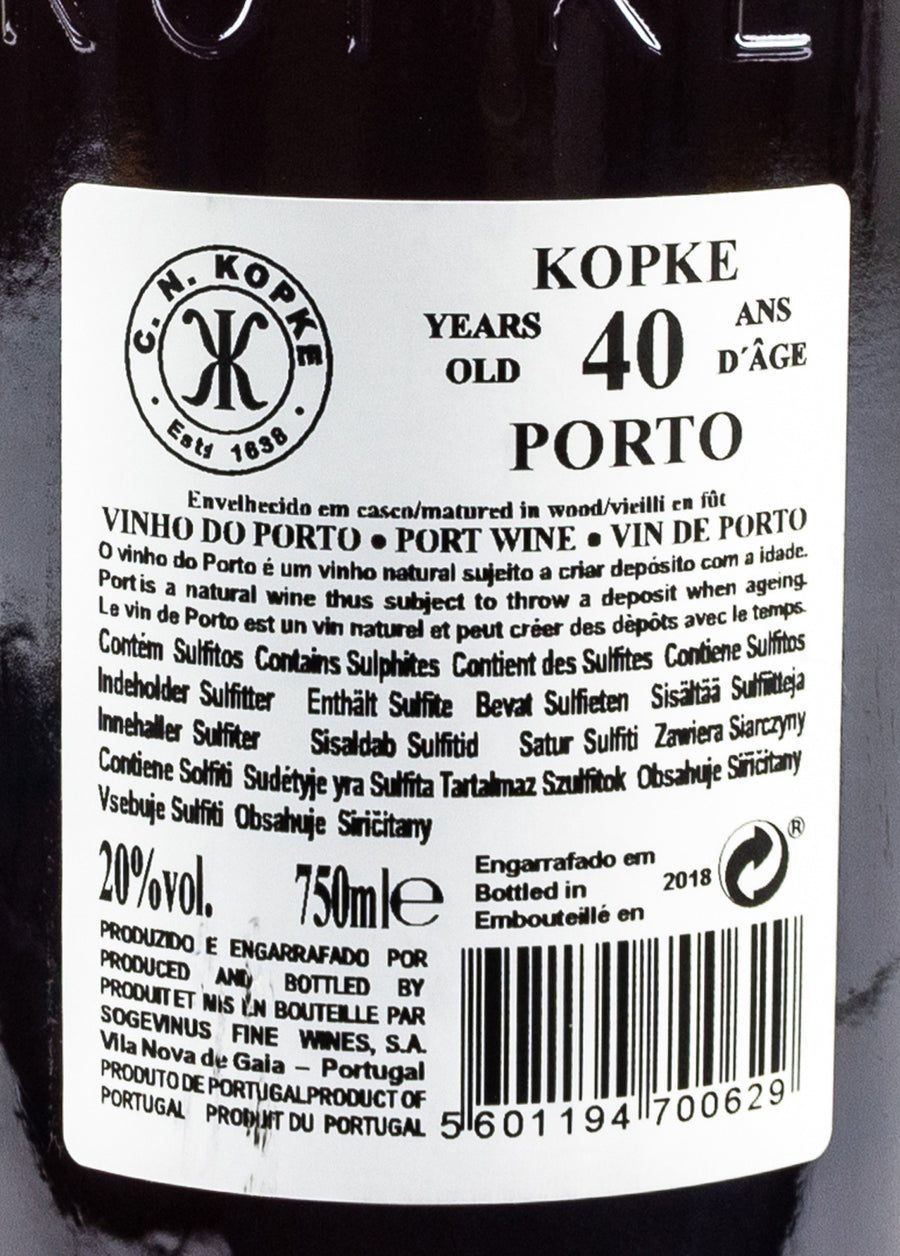 KOPKE
C. N. KOPKE
Estd 1638
KOPKE
YEARS OLD 40 ANS D´ÂGE
PORTO
Envelhecido em casco/matured in wood/vieilli en fût
VINHO DO PORTO • PORT WINE • VIN DE PORTO
O vinho do Porto é um vinho natural sujeito a criar depósito com a idade.
Port is a natural wine thus subject to throw a deposit when ageing.
Le vin de Porto est un vin naturel et peut créer des dèpôts avec le temps.
Contém Sulfitos Contains Sulphites Contient des Sulfites Contiene Sulfitos
Indeholder Sulfitter Enthält Sulfite Bevat Sulfieten Sisältää Sulfiitteja
Innehaller Sulfiter Sisaldab Sulfitid Satur Sulfiti Zawiera Siarczyny
Contiene Solfiti Sudétyje yra Sulfita Tartalmaz Szulfitok Obsahuje Siričitany
Vsebuje Sulfiti Obsahuje Siričitany
20%vol. 750ml e
Engarrafado em
Bottled in
Embouteillé en
2018
®
PRODUZIDO E ENGARRAFADO POR
PRODUCED AND BOTTLED BY
PRODUIT ET MIS EN BOUTEILLE PAR
SOGEVINUS FINE WINES, S.A.
Vila Nova de Gaia – Portugal
PRODUTO DE PORTUGAL PRODUCT OF
PORTUGAL PRODUIT DU PORTUGAL
5 601194 700629